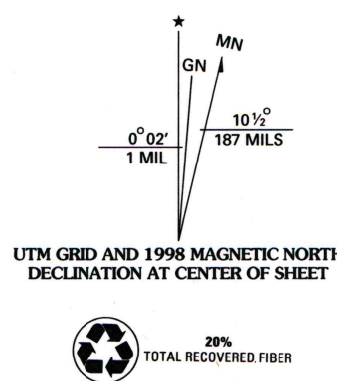 ★
MN
GN
0°02′
1 MIL
10½°
187 MILS
UTM GRID AND 1998 MAGNETIC NORTH
DECLINATION AT CENTER OF SHEET
20%
TOTAL RECOVERED FIBER